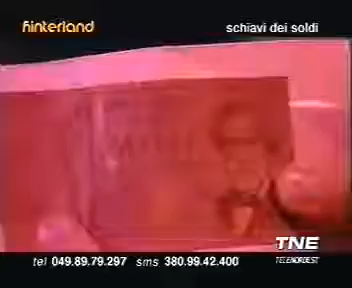 hinterland
schiavi dei soldi
TNE
TELENORDEST
tel 049.89.79.297 sms 380.99.42.400